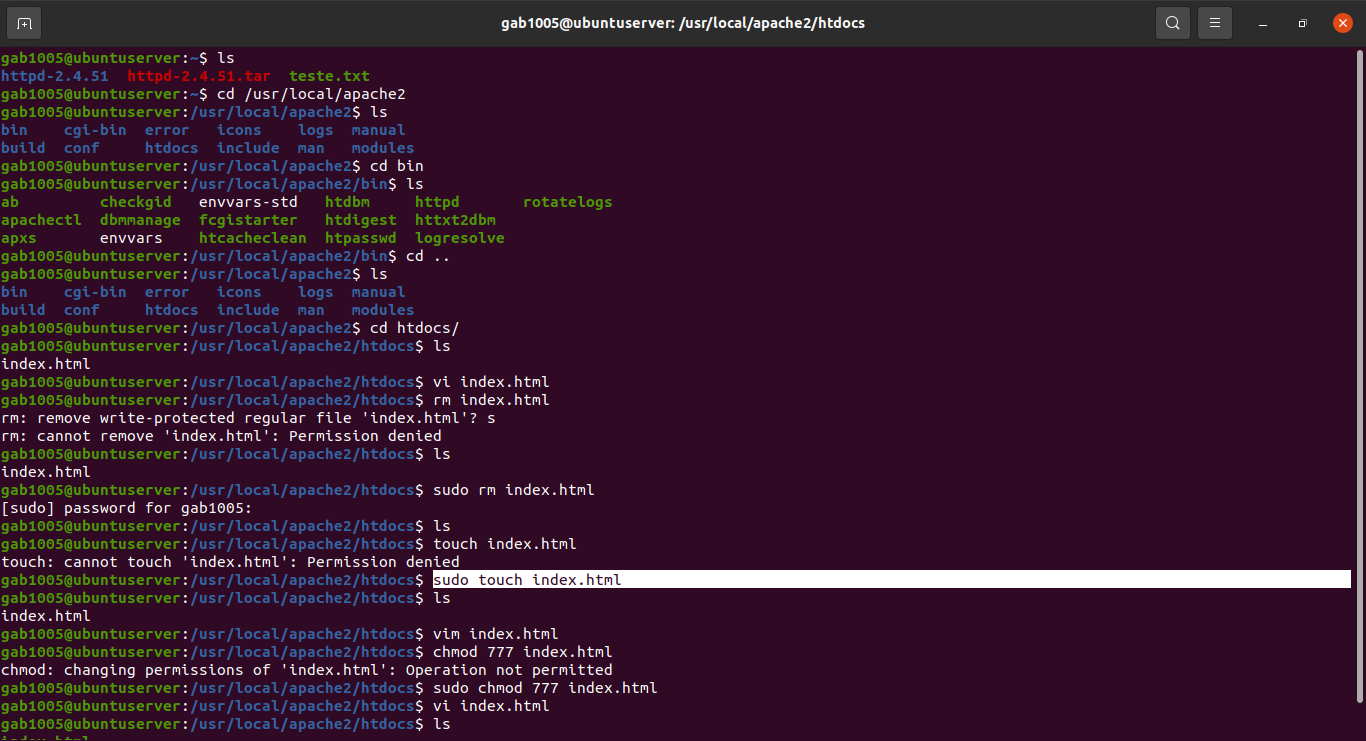 gab1005@ubuntuserver: /usr/local/apache2/htdocs
gab1005@ubuntuserver:~$ ls
httpd-2.4.51  httpd-2.4.51.tar  teste.txt
gab1005@ubuntuserver:~$ cd /usr/local/apache2
gab1005@ubuntuserver:/usr/local/apache2$ ls
bin    cgi-bin  error   icons    logs  manual
build  conf     htdocs  include  man   modules
gab1005@ubuntuserver:/usr/local/apache2$ cd bin
gab1005@ubuntuserver:/usr/local/apache2/bin$ ls
ab         checkgid   envvars-std   htdbm     httpd       rotatelogs
apachectl  dbmmanage  fcgistarter   htdigest  httxt2dbm
apxs       envvars    htcacheclean  htpasswd  logresolve
gab1005@ubuntuserver:/usr/local/apache2/bin$ cd ..
gab1005@ubuntuserver:/usr/local/apache2$ ls
bin    cgi-bin  error   icons    logs  manual
build  conf     htdocs  include  man   modules
gab1005@ubuntuserver:/usr/local/apache2$ cd htdocs/
gab1005@ubuntuserver:/usr/local/apache2/htdocs$ ls
index.html
gab1005@ubuntuserver:/usr/local/apache2/htdocs$ vi index.html
gab1005@ubuntuserver:/usr/local/apache2/htdocs$ rm index.html
rm: remove write-protected regular file 'index.html'? s
rm: cannot remove 'index.html': Permission denied
gab1005@ubuntuserver:/usr/local/apache2/htdocs$ ls
index.html
gab1005@ubuntuserver:/usr/local/apache2/htdocs$ sudo rm index.html
[sudo] password for gab1005:
gab1005@ubuntuserver:/usr/local/apache2/htdocs$ ls
gab1005@ubuntuserver:/usr/local/apache2/htdocs$ touch index.html
touch: cannot touch 'index.html': Permission denied
gab1005@ubuntuserver:/usr/local/apache2/htdocs$ sudo touch index.html
gab1005@ubuntuserver:/usr/local/apache2/htdocs$ ls
index.html
gab1005@ubuntuserver:/usr/local/apache2/htdocs$ vim index.html
gab1005@ubuntuserver:/usr/local/apache2/htdocs$ chmod 777 index.html
chmod: changing permissions of 'index.html': Operation not permitted
gab1005@ubuntuserver:/usr/local/apache2/htdocs$ sudo chmod 777 index.html
gab1005@ubuntuserver:/usr/local/apache2/htdocs$ vi index.html
gab1005@ubuntuserver:/usr/local/apache2/htdocs$ ls